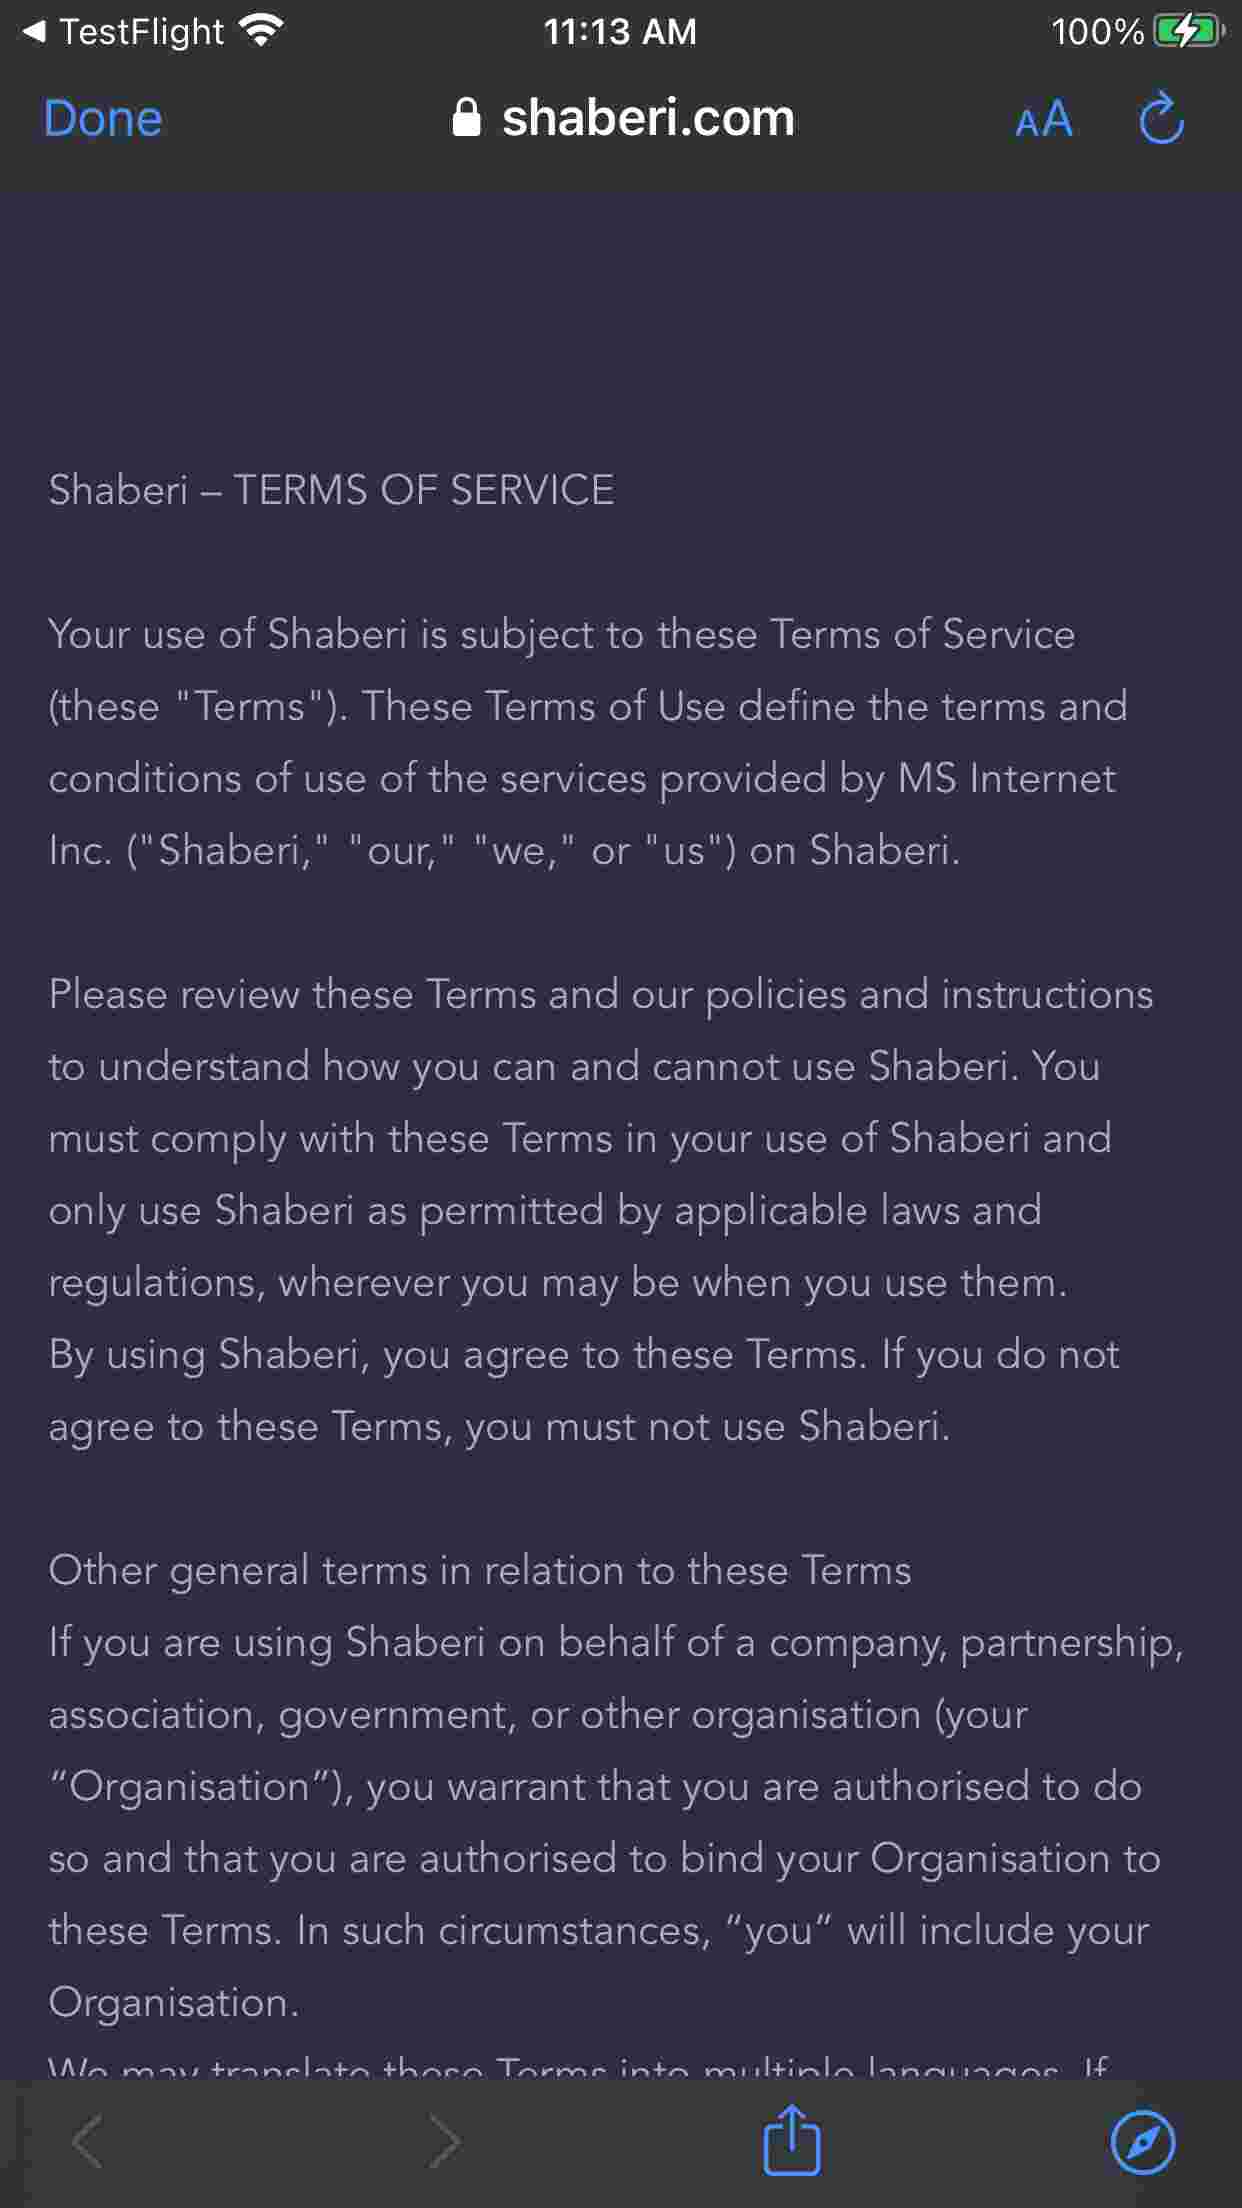 TestFlight 11:13 AM 100%
Done shaberi.com AA
Shaberi – TERMS OF SERVICE
Your use of Shaberi is subject to these Terms of Service
(these "Terms"). These Terms of Use define the terms and
conditions of use of the services provided by MS Internet
Inc. ("Shaberi," "our," "we," or "us") on Shaberi.
Please review these Terms and our policies and instructions
to understand how you can and cannot use Shaberi. You
must comply with these Terms in your use of Shaberi and
only use Shaberi as permitted by applicable laws and
regulations, wherever you may be when you use them.
By using Shaberi, you agree to these Terms. If you do not
agree to these Terms, you must not use Shaberi.
Other general terms in relation to these Terms
If you are using Shaberi on behalf of a company, partnership,
association, government, or other organisation (your
“Organisation”), you warrant that you are authorised to do
so and that you are authorised to bind your Organisation to
these Terms. In such circumstances, “you” will include your
Organisation.
We may translate these Terms into multiple languages. If